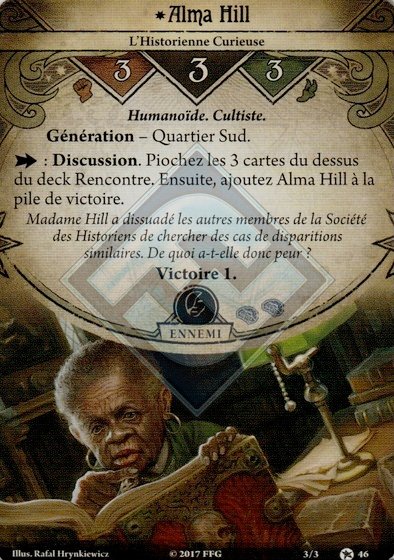 Alma Hill
L'Historienne Curieuse
3 3 3
Humanoïde. Cultiste.
Génération – Quartier Sud.
: Discussion. Piochez les 3 cartes du dessus
du deck Rencontre. Ensuite, ajoutez Alma Hill à la
pile de victoire.
Madame Hill a dissuadé les autres membres de la Société
des Historiens de chercher des cas de disparitions
similaires. De quoi a-t-elle donc peur ?
Victoire 1.
ENNEMI
Illus. Rafal Hrynkiewicz © 2017 FFG 3/3 46